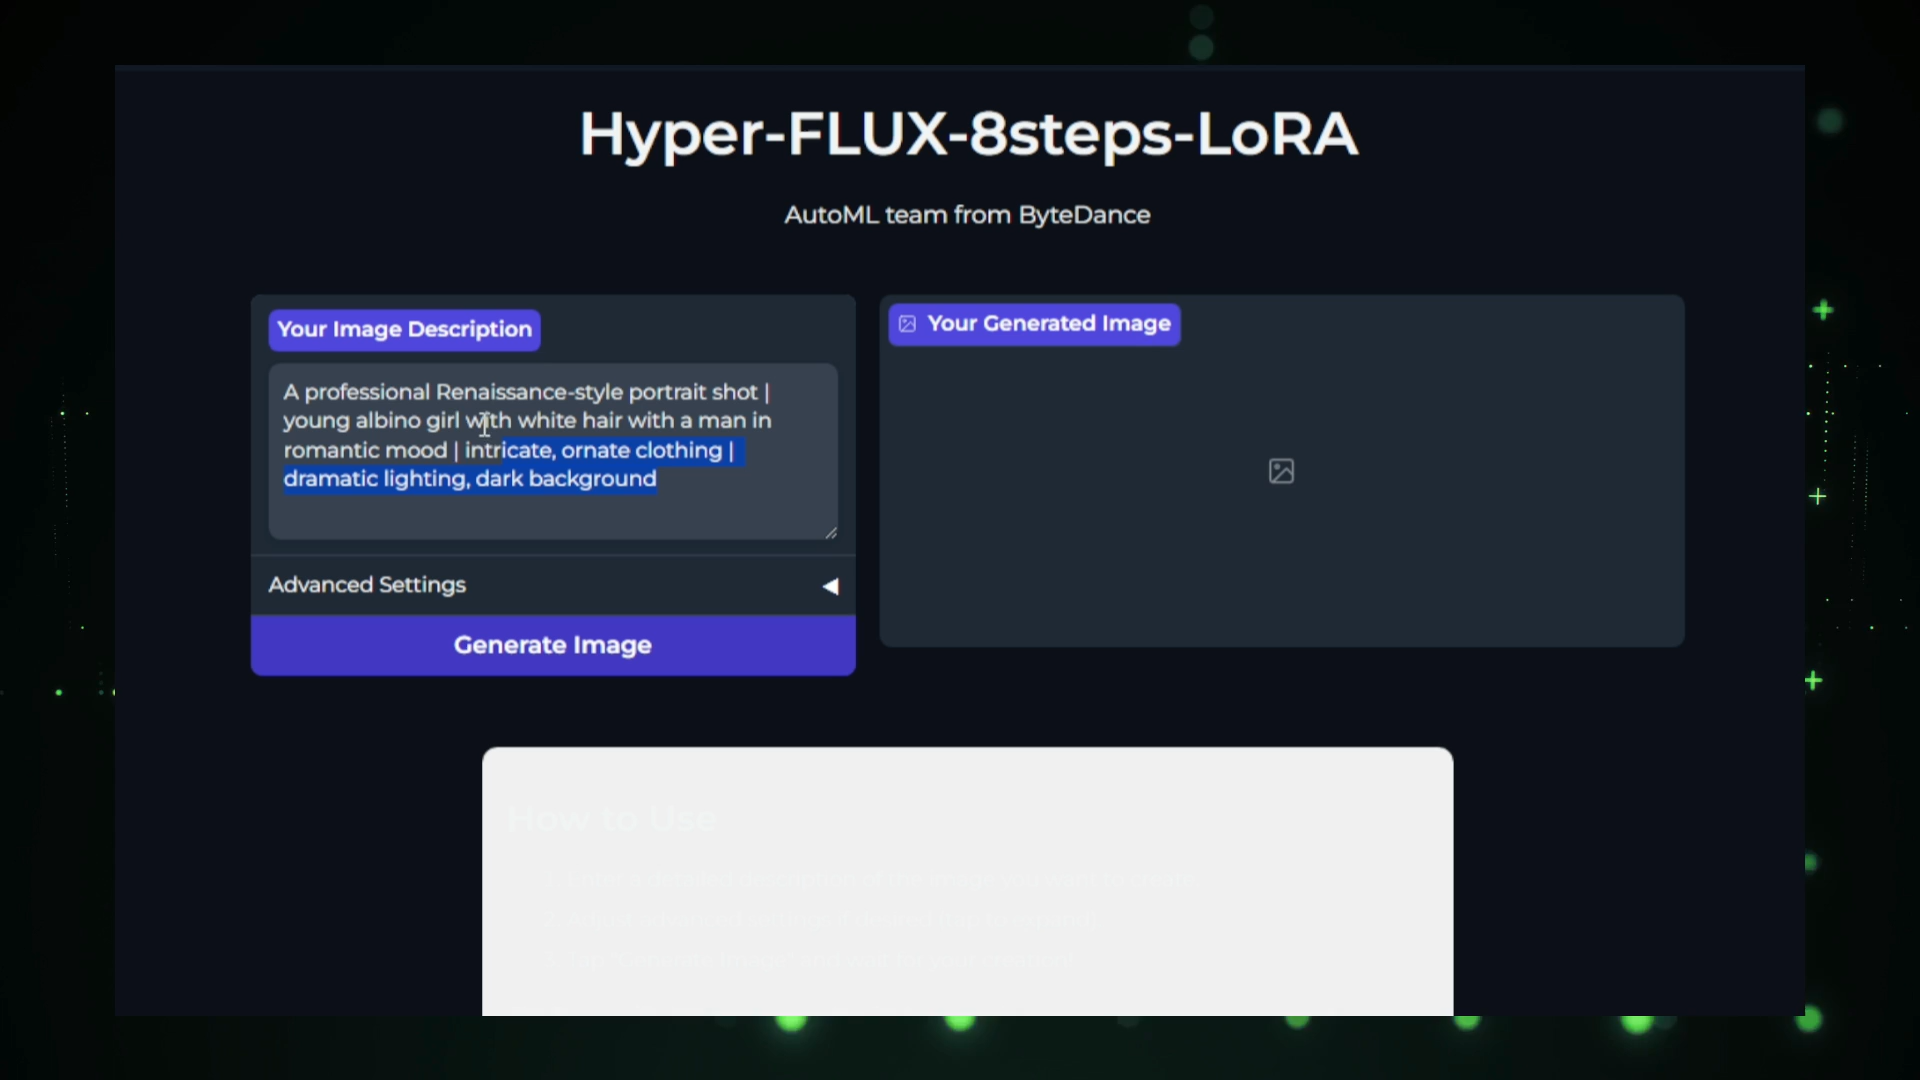 Hyper-FLUX-8steps-LoRA
AutoML team from ByteDance
Your Image Description
A professional Renaissance-style portrait shot |
young albino girl with white hair with a man in
romantic mood | intricate, ornate clothing |
dramatic lighting, dark background
Advanced Settings
Generate Image
Your Generated Image
How to Use